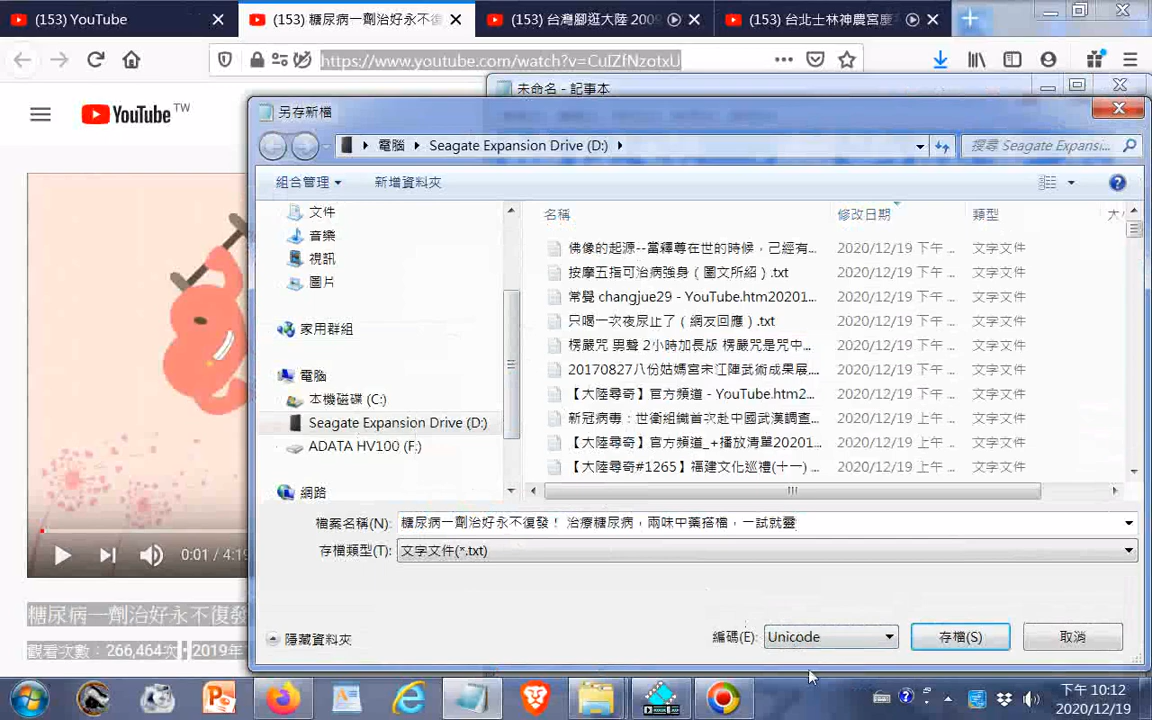 (153) YouTube
(153) 糖尿病一劑治好永不復
(153) 台灣腳逛大陸 2009
(153) 台北士林神農宮慶
https://www.youtube.com/watch?v=CuIZfNzotxU
未命名 - 記事本
YouTube TW
另存新檔
電腦 Seagate Expansion Drive (D:)
搜尋 Seagate Expansi...
組合管理
新增資料夾
文件
音樂
視訊
圖片
家用群組
電腦
本機磁碟 (C:)
Seagate Expansion Drive (D:)
ADATA HV100 (F:)
網路
名稱 修改日期 類型 大
佛像的起源--當釋尊在世的時候，己經有... 2020/12/19 下午 ... 文字文件
按摩五指可治病強身（圖文所紹）.txt 2020/12/19 下午 ... 文字文件
常覺 changjue29 - YouTube.htm20201... 2020/12/19 下午 ... 文字文件
只喝一次夜尿止了（網友回應）.txt 2020/12/19 下午 ... 文字文件
楞嚴咒 男聲 2小時加長版 楞嚴咒是咒中... 2020/12/19 下午 ... 文字文件
20170827八份姑媽宮宋江陣武術成果展... 2020/12/19 下午 ... 文字文件
【大陸尋奇】官方頻道 - YouTube.htm2... 2020/12/19 下午 ... 文字文件
新冠病毒：世衛組織首次赴中國武漢調查... 2020/12/19 上午 ... 文字文件
【大陸尋奇】官方頻道_+播放清單20201... 2020/12/19 上午 ... 文字文件
【大陸尋奇#1265】福建文化巡禮(十一) ... 2020/12/19 上午 ... 文字文件
檔案名稱(N): 糖尿病一劑治好永不復發！ 治療糖尿病，兩味中藥搭檔，一試就靈
存檔類型(T): 文字文件(*.txt)
隱藏資料夾
編碼(E): Unicode
存檔(S)
取消
0:01 / 4:19
糖尿病一劑治好永不復發
觀看次數：266,464次 • 2019年
下午 10:12
2020/12/19